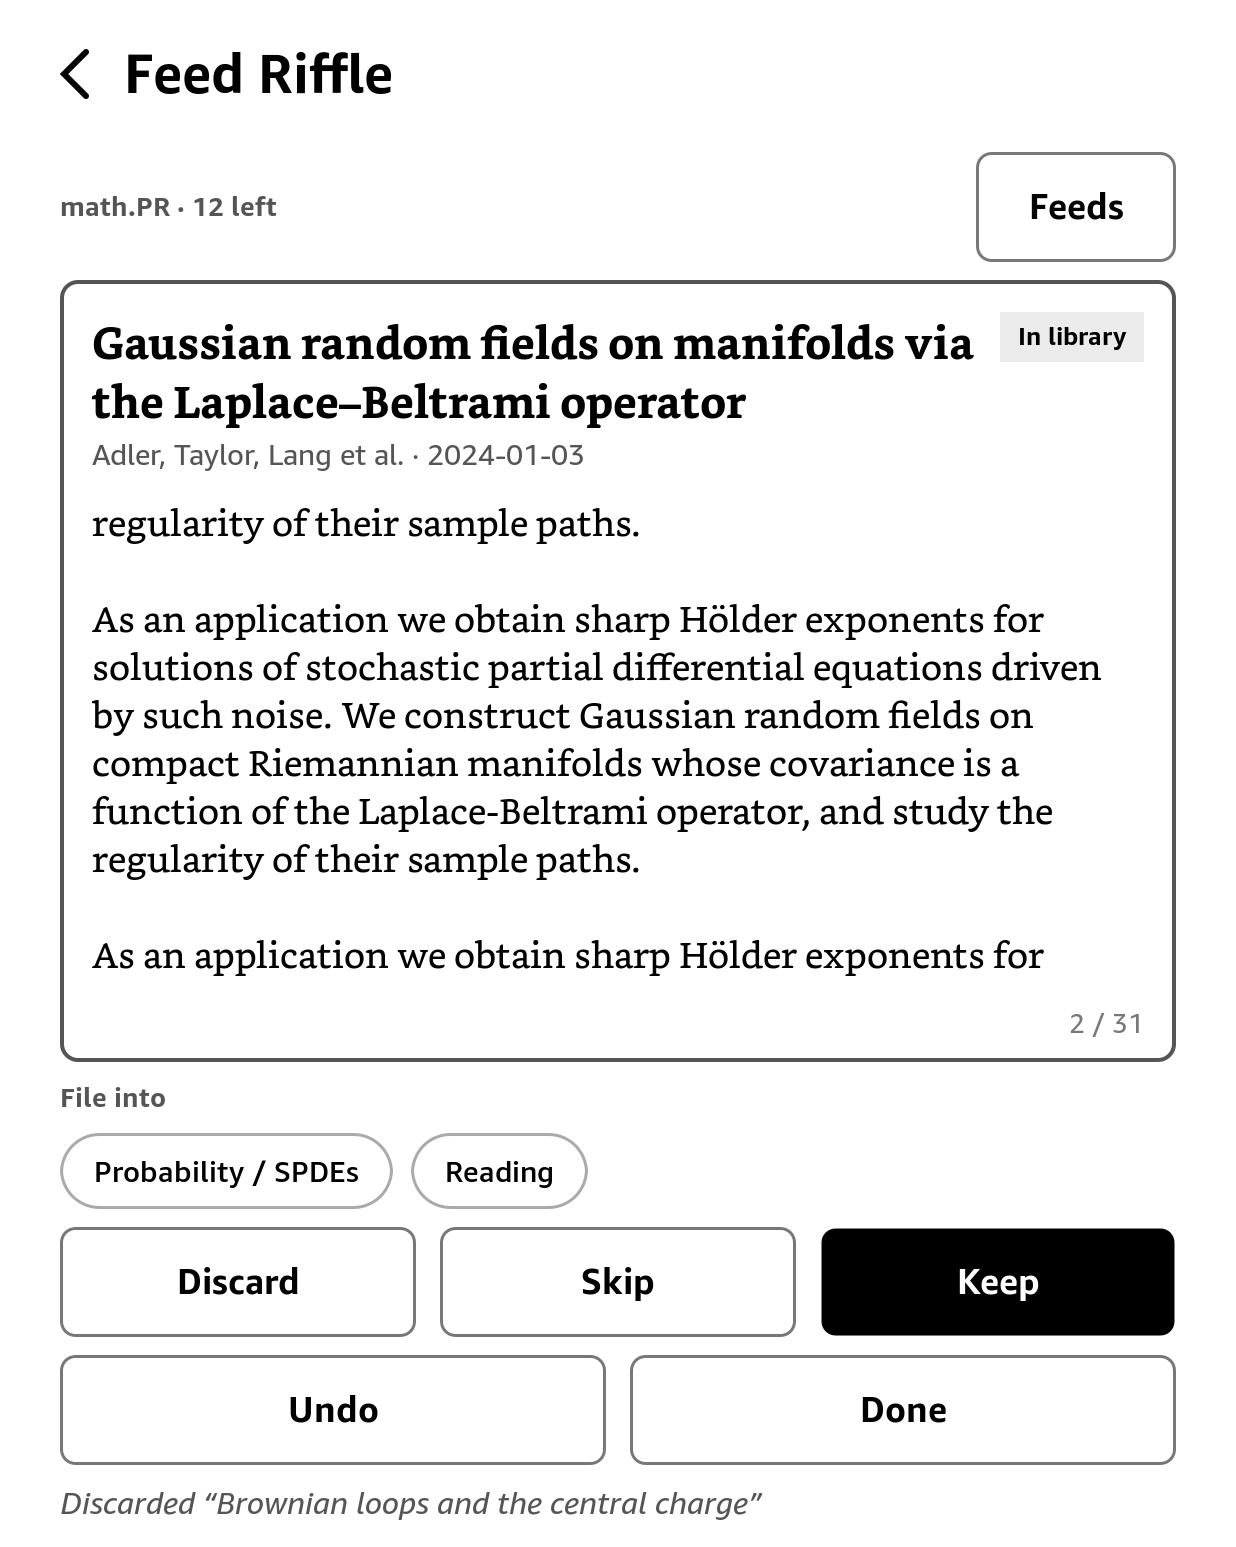 Feed Riffle
math.PR · 12 left
Feeds
Gaussian random fields on manifolds via
In library
the Laplace–Beltrami operator
Adler, Taylor, Lang et al. · 2024-01-03
regularity of their sample paths.
As an application we obtain sharp Hölder exponents for
solutions of stochastic partial differential equations driven
by such noise. We construct Gaussian random fields on
compact Riemannian manifolds whose covariance is a
function of the Laplace-Beltrami operator, and study the
regularity of their sample paths.
As an application we obtain sharp Hölder exponents for
2 / 31
File into
Probability / SPDEs
Reading
Discard
Skip
Keep
Undo
Done
Discarded “Brownian loops and the central charge”